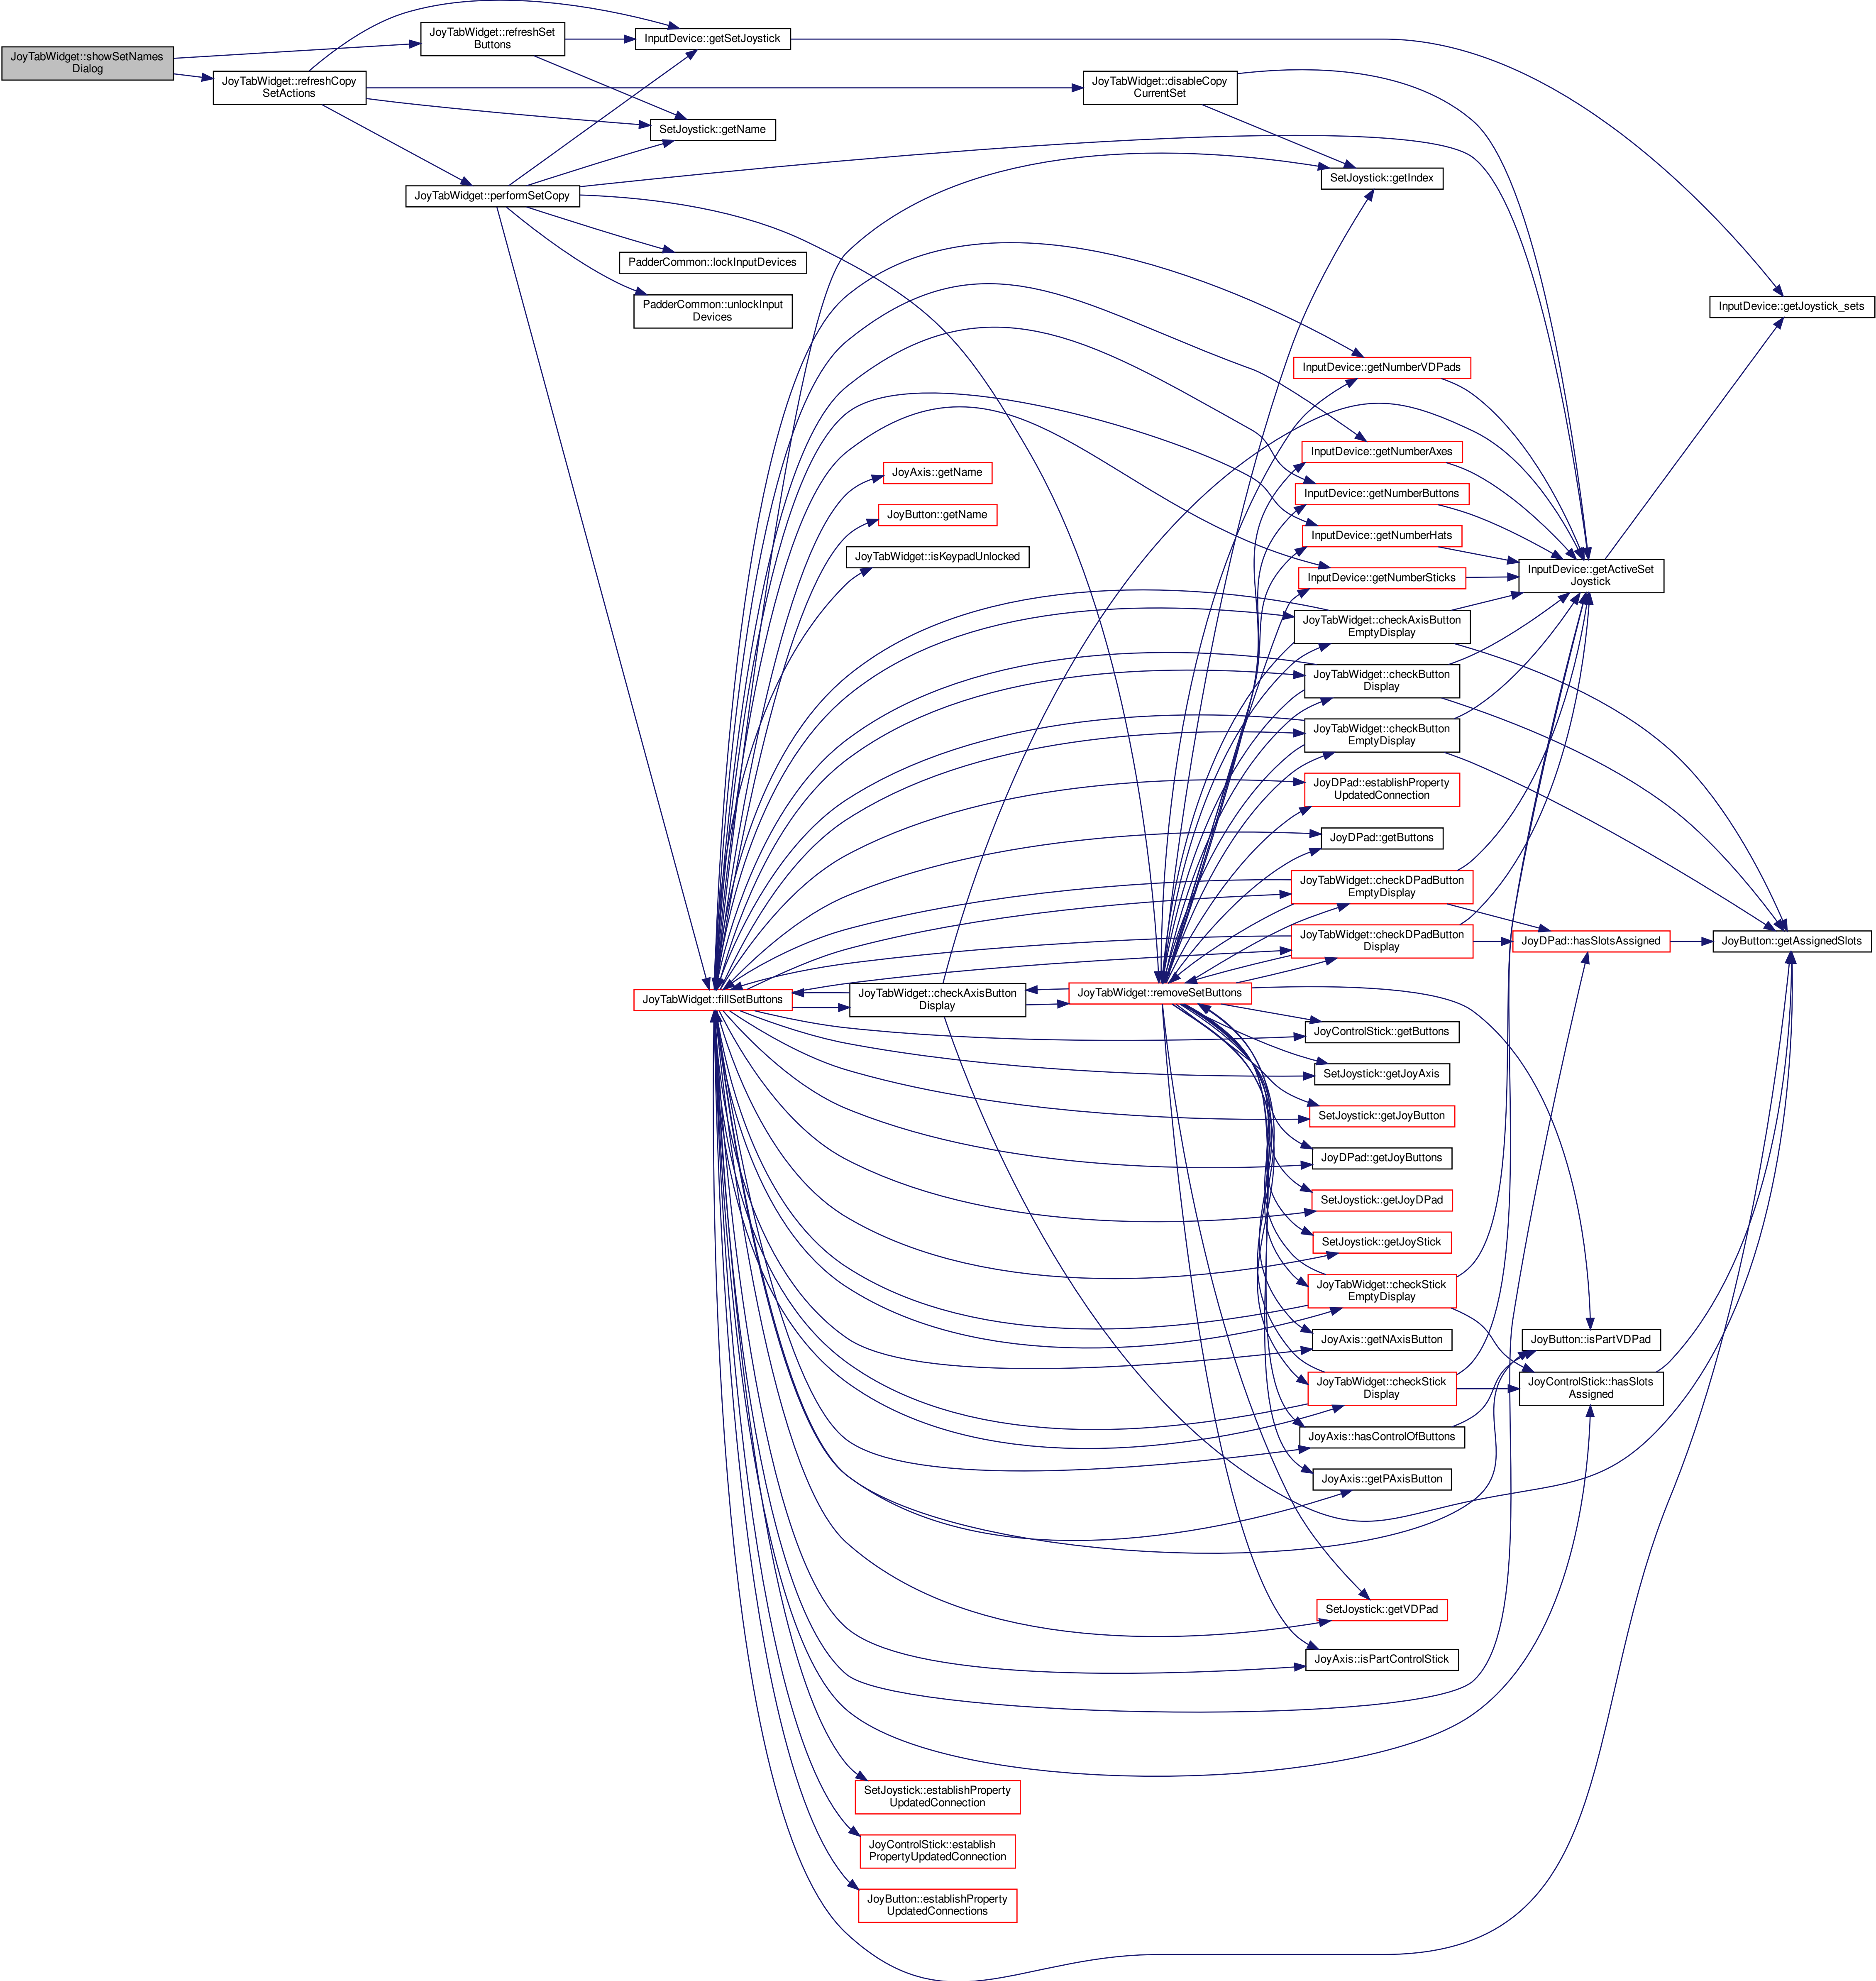 JoyTabWidget::showSetNames
Dialog
JoyTabWidget::refreshSet
Buttons
JoyTabWidget::refreshCopy
SetActions
InputDevice::getSetJoystick
JoyTabWidget::disableCopy
CurrentSet
SetJoystick::getName
JoyTabWidget::performSetCopy
SetJoystick::getIndex
PadderCommon::lockInputDevices
PadderCommon::unlockInput
Devices
InputDevice::getJoystick_sets
InputDevice::getNumberVDPads
InputDevice::getNumberAxes
JoyAxis::getName
InputDevice::getNumberButtons
JoyButton::getName
InputDevice::getNumberHats
JoyTabWidget::isKeypadUnlocked
InputDevice::getNumberSticks
InputDevice::getActiveSet
Joystick
JoyTabWidget::checkAxisButton
EmptyDisplay
JoyTabWidget::checkButton
Display
JoyTabWidget::checkButton
EmptyDisplay
JoyDPad::establishProperty
UpdatedConnection
JoyDPad::getButtons
JoyTabWidget::checkDPadButton
EmptyDisplay
JoyTabWidget::checkDPadButton
Display
JoyDPad::hasSlotsAssigned
JoyButton::getAssignedSlots
JoyTabWidget::fillSetButtons
JoyTabWidget::checkAxisButton
Display
JoyTabWidget::removeSetButtons
JoyControlStick::getButtons
SetJoystick::getJoyAxis
SetJoystick::getJoyButton
JoyDPad::getJoyButtons
SetJoystick::getJoyDPad
SetJoystick::getJoyStick
JoyTabWidget::checkStick
EmptyDisplay
JoyAxis::getNAxisButton
JoyButton::isPartVDPad
JoyTabWidget::checkStick
Display
JoyControlStick::hasSlots
Assigned
JoyAxis::hasControlOfButtons
JoyAxis::getPAxisButton
SetJoystick::getVDPad
JoyAxis::isPartControlStick
SetJoystick::establishProperty
UpdatedConnection
JoyControlStick::establish
PropertyUpdatedConnection
JoyButton::establishProperty
UpdatedConnections